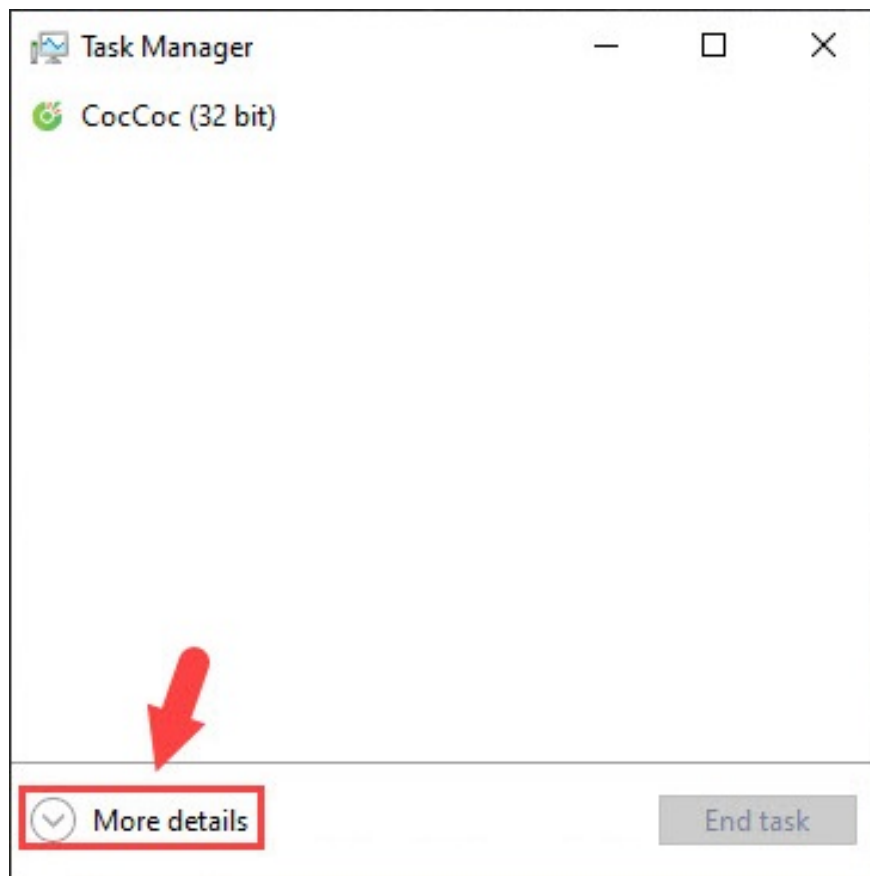 Task Manager
CocCoc (32 bit)
More details
End task